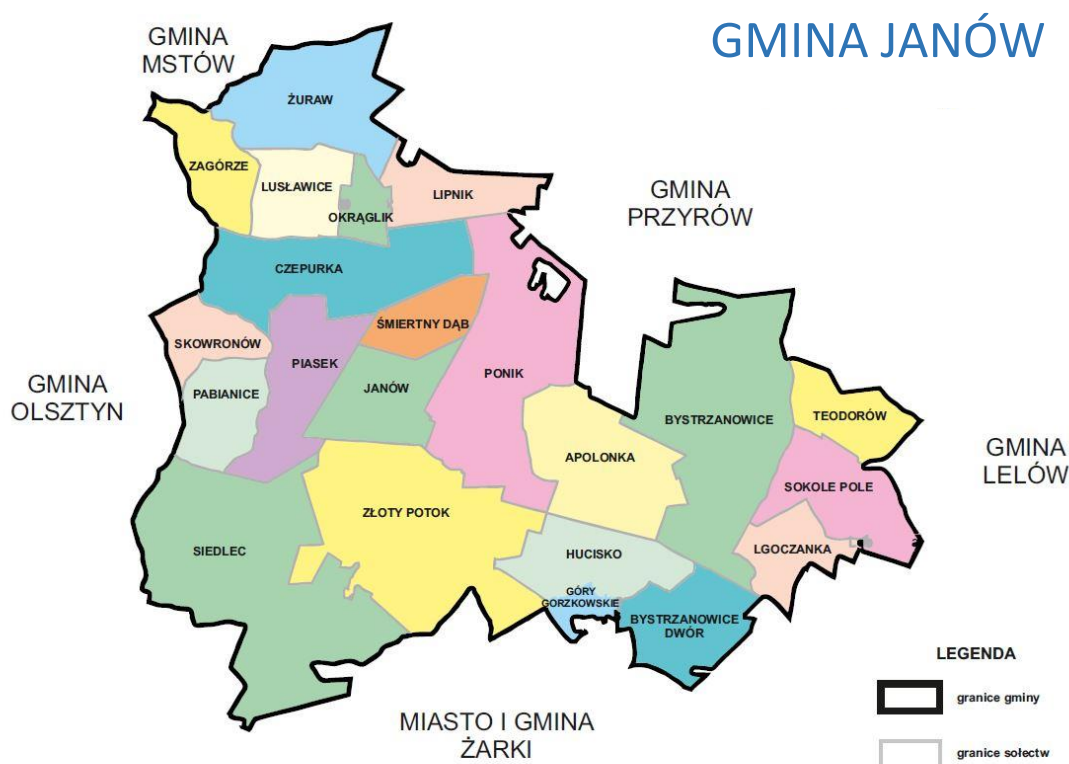 GMINA JANÓW
GMINA
MSTÓW
ŻURAW
ZAGÓRZE
LUSŁAWICE
OKRĄGLIK
LIPNIK
GMINA
PRZYRÓW
CZEPURKA
SKOWRONÓW
ŚMIERTNY DĄB
PIASEK
PONIK
GMINA
OLSZTYN
PABIANICE
JANÓW
BYSTRZANOWICE
TEODORÓW
GMINA
LELÓW
APOLONKA
SOKOLE POLE
ZŁOTY POTOK
SIEDLEC
HUCISKO
LGOCZANKA
GÓRY
GORZKOWSKIE
BYSTRZANOWICE
DWÓR
MIASTO I GMINA
ŻARKI
LEGENDA
granice gminy
granice sołectw